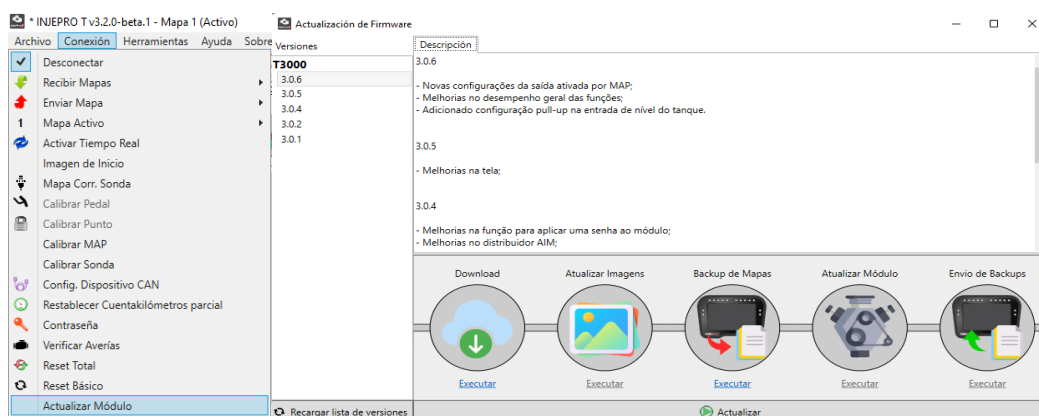 * INJEPRO T v3.2.0-beta.1 - Mapa 1 (Activo)
Archivo Conexión Herramientas Ayuda Sobre
✓ Desconectar
Recibir Mapas
Enviar Mapa
1 Mapa Activo
Activar Tiempo Real
Imagen de Inicio
Mapa Corr. Sonda
Calibrar Pedal
Calibrar Punto
Calibrar MAP
Calibrar Sonda
Config. Dispositivo CAN
Restablecer Cuentakilómetros parcial
Contraseña
Verificar Averías
Reset Total
Reset Básico
Actualizar Módulo
Actualización de Firmware
Versiones
T3000
3.0.6
3.0.5
3.0.4
3.0.2
3.0.1
Recargar lista de versiones
Descripción
3.0.6
- Novas configurações da saída ativada por MAP;
- Melhorias no desempenho geral das funções;
- Adicionado configuração pull-up na entrada de nível do tanque.
3.0.5
- Melhorias na tela;
3.0.4
- Melhorias na função para aplicar uma senha ao módulo;
- Melhorias no distribuidor AIM;
Download Atualizar Imagens Backup de Mapas Atualizar Módulo Envio de Backups
Executar Executar Executar Executar Executar
Actualizar